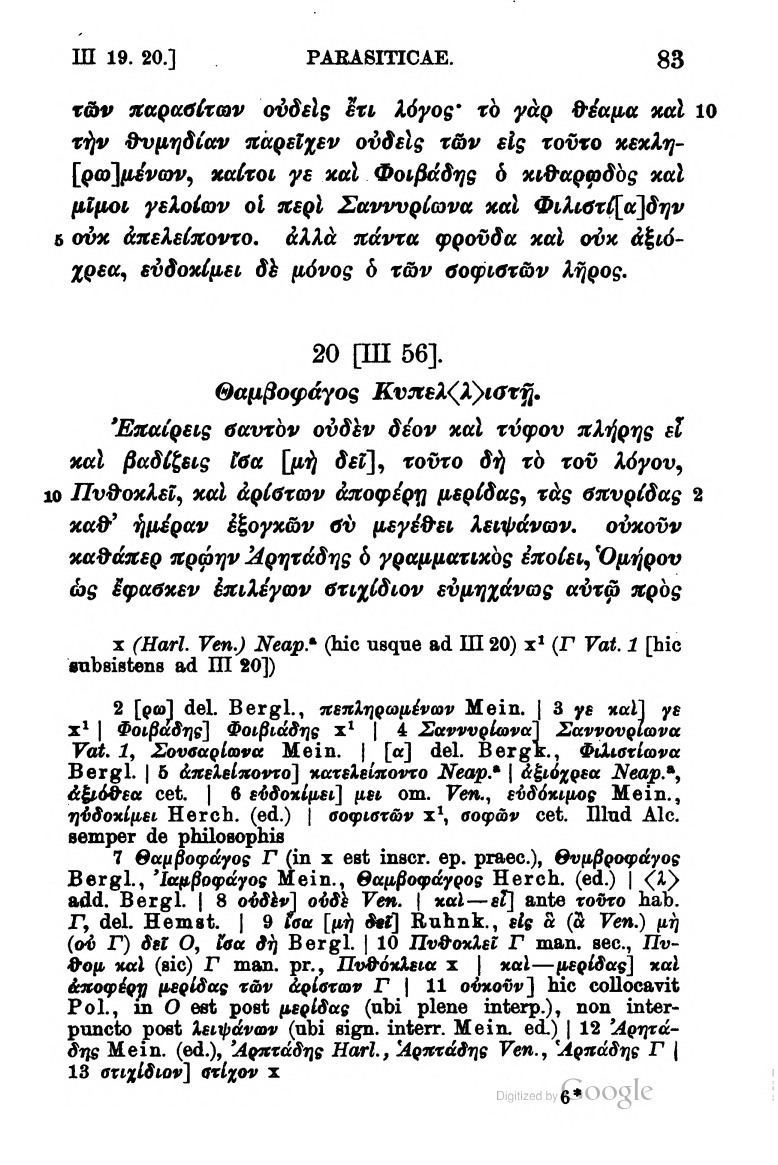 III 19. 20.] PARASITICAE. 83
τῶν παρασίτων οὐδεὶς ἔτι λόγος· τὸ γὰρ θέαμα καὶ 10
τὴν θυμηδίαν παρεῖχεν οὐδεὶς τῶν εἰς τοῦτο κεκλη-
[ρω]μένων, καίτοι γε καὶ Φοιβάδης ὁ κιθαρῳδὸς καὶ
μῖμοι γελοίων οἱ περὶ Σαννυρίωνα καὶ Φιλιστί[α]δην
5 οὐκ ἀπελείποντο. ἀλλὰ πάντα φροῦδα καὶ οὐκ ἀξιό-
χρεα, εὐδοκίμει δὲ μόνος ὁ τῶν σοφιστῶν λῆρος.
20 [III 56].
Θαμβοφάγος Κυπελ⟨λ⟩ιστῇ.
Ἐπαίρεις σαυτὸν οὐδὲν δέον καὶ τύφου πλήρης εἶ
καὶ βαδίζεις ἴσα [μὴ δεῖ], τοῦτο δὴ τὸ τοῦ λόγου,
10 Πυθοκλεῖ, καὶ ἀρίστων ἀποφέρῃ μερίδας, τὰς σπυρίδας 2
καθ’ ἡμέραν ἐξογκῶν σὺ μεγέθει λειψάνων. οὐκοῦν
καθάπερ πρῴην Ἀρητάδης ὁ γραμματικὸς ἐποίει, Ὁμήρου
ὡς ἔφασκεν ἐπιλέγων στιχίδιον εὐμηχάνως αὐτῷ πρὸς
x (Harl. Ven.) Neap.ᵃ (hic usque ad III 20) x¹ (Γ Vat. 1 [hic
subsistens ad III 20])
2 [ρω] del. Bergl., πεπληρωμένων Mein. | 3 γε καὶ] γε
x¹ | Φοιβάδης] Φοιβιάδης x¹ | 4 Σαννυρίωνα] Σαννουρίωνα
Vat. 1, Σουσαρίωνα Mein. | [α] del. Bergk., Φιλιστίωνα
Bergl. | 5 ἀπελείποντο] κατελείποντο Neap.ᵃ | ἀξιόχρεα Neap.ᵃ,
ἀξιόθεα cet. | 6 εὐδοκίμει] μει om. Ven., εὐδόκιμος Mein.,
ηὐδοκίμει Herch. (ed.) | σοφιστῶν x¹, σοφῶν cet. Illud Alc.
semper de philosophis
7 Θαμβοφάγος Γ (in x est inscr. ep. praec.), Θυμβροφάγος
Bergl., Ἰαμβοφάγος Mein., Θαμβοφάγρος Herch. (ed.) | ⟨λ⟩
add. Bergl. | 8 οὐδὲν] οὐδὲ Ven. | καὶ—εἶ] ante τοῦτο hab.
Γ, del. Hemst. | 9 ἴσα [μὴ δεῖ] Ruhnk., εἰς ἃ (ἂ Ven.) μὴ
(οὐ Γ) δεῖ O, ἴσα δὴ Bergl. | 10 Πυθοκλεῖ Γ man. sec., Πυ-
θομ καὶ (sic) Γ man. pr., Πυθόκλεια x | καὶ—μερίδας] καὶ
ἀποφέρῃ μερίδας τῶν ἀρίστων Γ | 11 οὐκοῦν] hic collocavit
Pol., in O est post μερίδας (ubi plene interp.), non inter-
puncto post λειψάνων (ubi sign. interr. Mein. ed.) | 12 Ἀρητά-
δης Mein. (ed.), Ἀρπτάδης Harl., Ἁρπτάδης Ven., Ἁρπάδης Γ |
13 στιχίδιον] στίχον x
Digitized by Google
6*